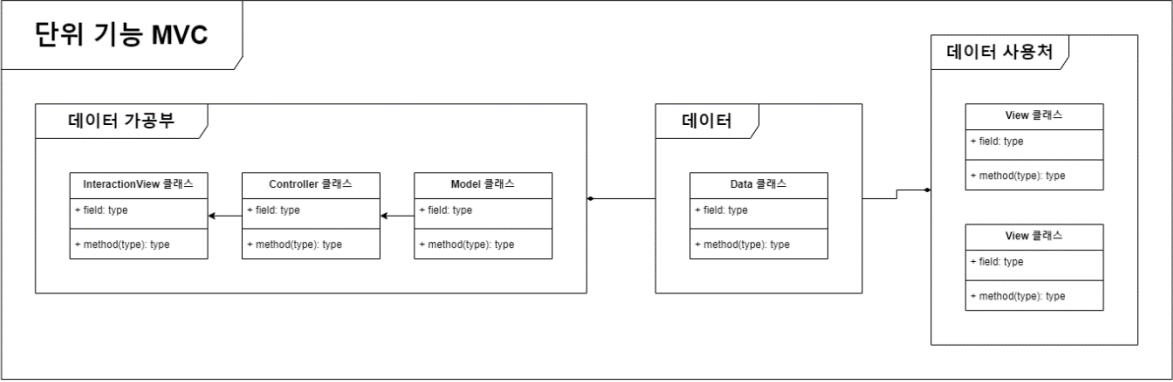 단위 기능 MVC
데이터 가공부
InteractionView 클래스
+ field: type
+ method(type): type
Controller 클래스
+ field: type
+ method(type): type
Model 클래스
+ field: type
+ method(type): type
데이터
Data 클래스
+ field: type
+ method(type): type
데이터 사용처
View 클래스
+ field: type
+ method(type): type
View 클래스
+ field: type
+ method(type): type